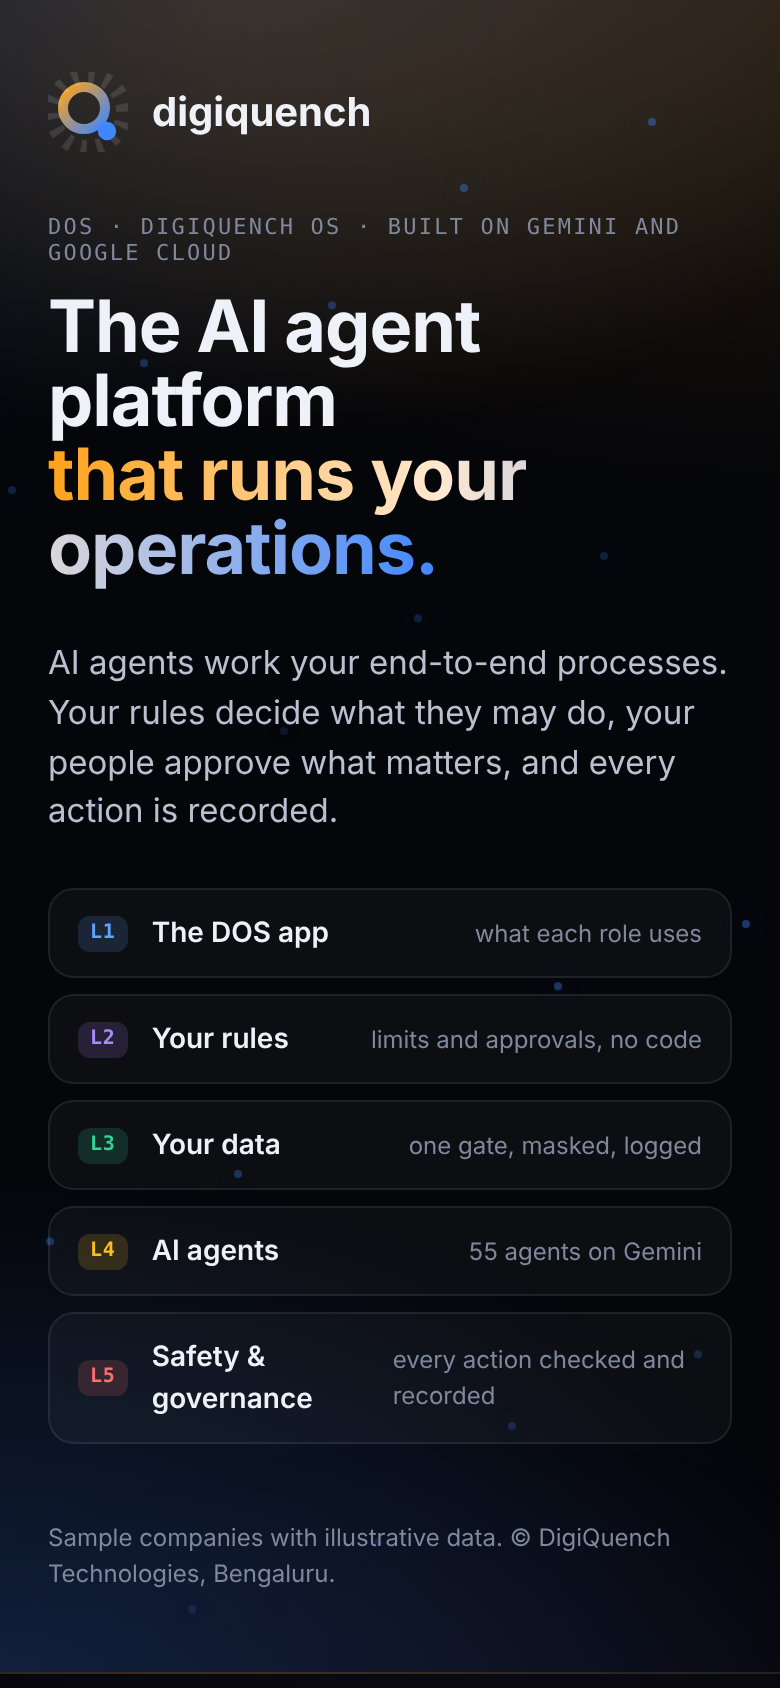 digiquench
DOS · DIGIQUENCH OS · BUILT ON GEMINI AND
GOOGLE CLOUD
The AI agent
platform
that runs your
operations.
AI agents work your end-to-end processes.
Your rules decide what they may do, your
people approve what matters, and every
action is recorded.
L1 The DOS app what each role uses
L2 Your rules limits and approvals, no code
L3 Your data one gate, masked, logged
L4 AI agents 55 agents on Gemini
L5 Safety &
governance
every action checked and
recorded
Sample companies with illustrative data. © DigiQuench
Technologies, Bengaluru.